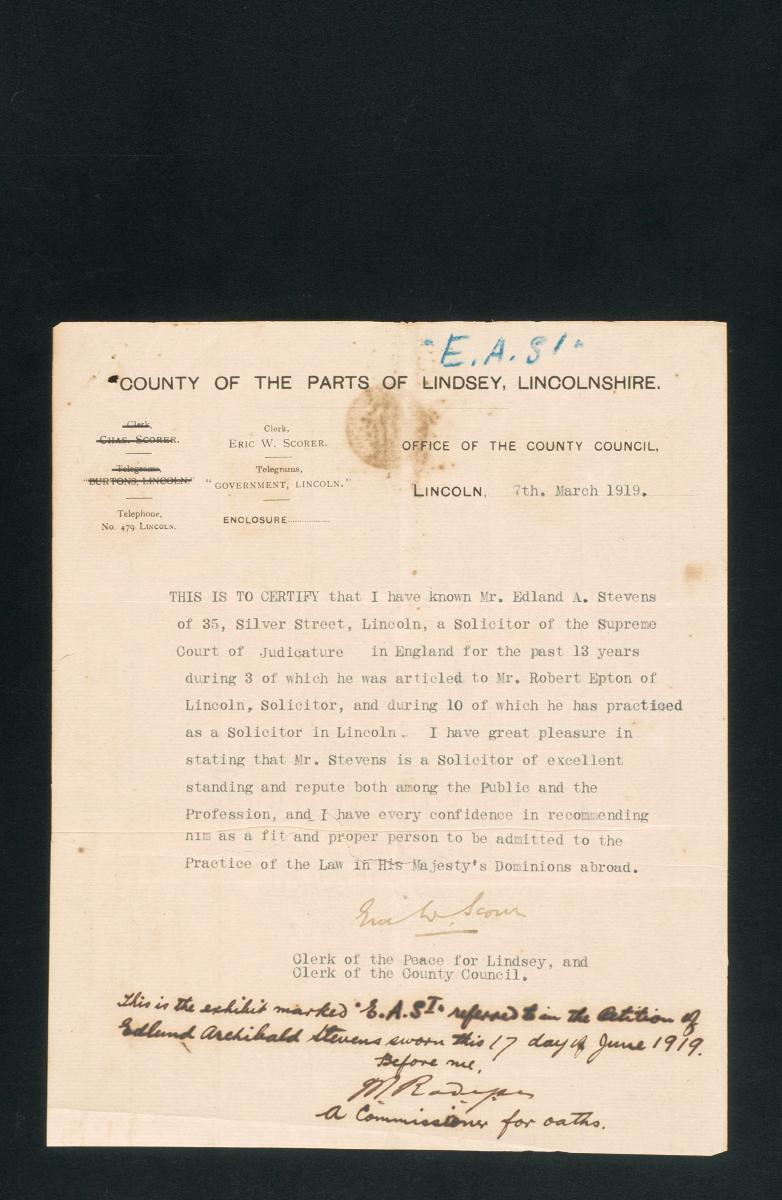 "E.A.S1"
COUNTY OF THE PARTS OF LINDSEY, LINCOLNSHIRE.
Clerk,
CHAS. SCORER.
Telegrams,
"BURTONS, LINCOLN."
Telephone,
No. 479 LINCOLN.
Clerk,
ERIC W. SCORER.
Telegrams,
"GOVERNMENT, LINCOLN."
ENCLOSURE..................
OFFICE OF THE COUNTY COUNCIL,
LINCOLN, 7th. March 1919.
THIS IS TO CERTIFY that I have known Mr. Edland A. Stevens
of 35, Silver Street, Lincoln, a Solicitor of the Supreme
Court of Judicature in England for the past 13 years
during 3 of which he was articled to Mr. Robert Epton of
Lincoln, Solicitor, and during 10 of which he has practised
as a Solicitor in Lincoln. I have great pleasure in
stating that Mr. Stevens is a Solicitor of excellent
standing and repute both among the Public and the
Profession, and I have every confidence in recommending
him as a fit and proper person to be admitted to the
Practice of the Law in His Majesty's Dominions abroad.
Eric W. Scorer
Clerk of the Peace for Lindsey, and
Clerk of the County Council.
This is the exhibit marked "E.A.S I" referred to in the Petition of
Edlund Archibald Stevens sworn this 17 day of June 1919.
Before me,
A Commissioner for oaths.